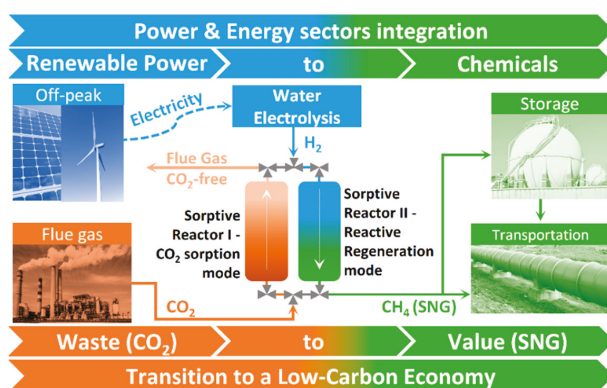 Power & Energy sectors integration
Renewable Power to Chemicals
Off-peak
Electricity
Water
Electrolysis
H₂
Storage
Flue Gas
CO₂-free
Sorptive
Reactor I -
CO₂ sorption
mode
Sorptive
Reactor II -
Reactive
Regeneration
mode
Flue gas
Transportation
CO₂
CH₄ (SNG)
Waste (CO₂) to Value (SNG)
Transition to a Low-Carbon Economy